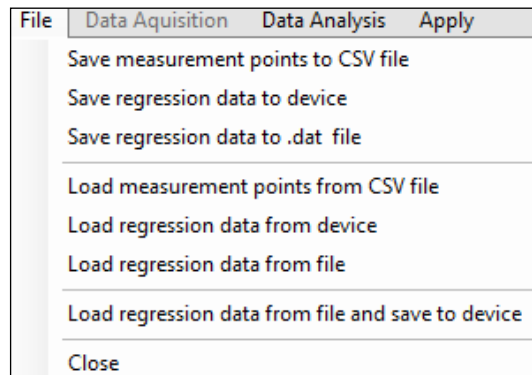 File Data Aquisition Data Analysis Apply
Save measurement points to CSV file
Save regression data to device
Save regression data to .dat file
Load measurement points from CSV file
Load regression data from device
Load regression data from file
Load regression data from file and save to device
Close